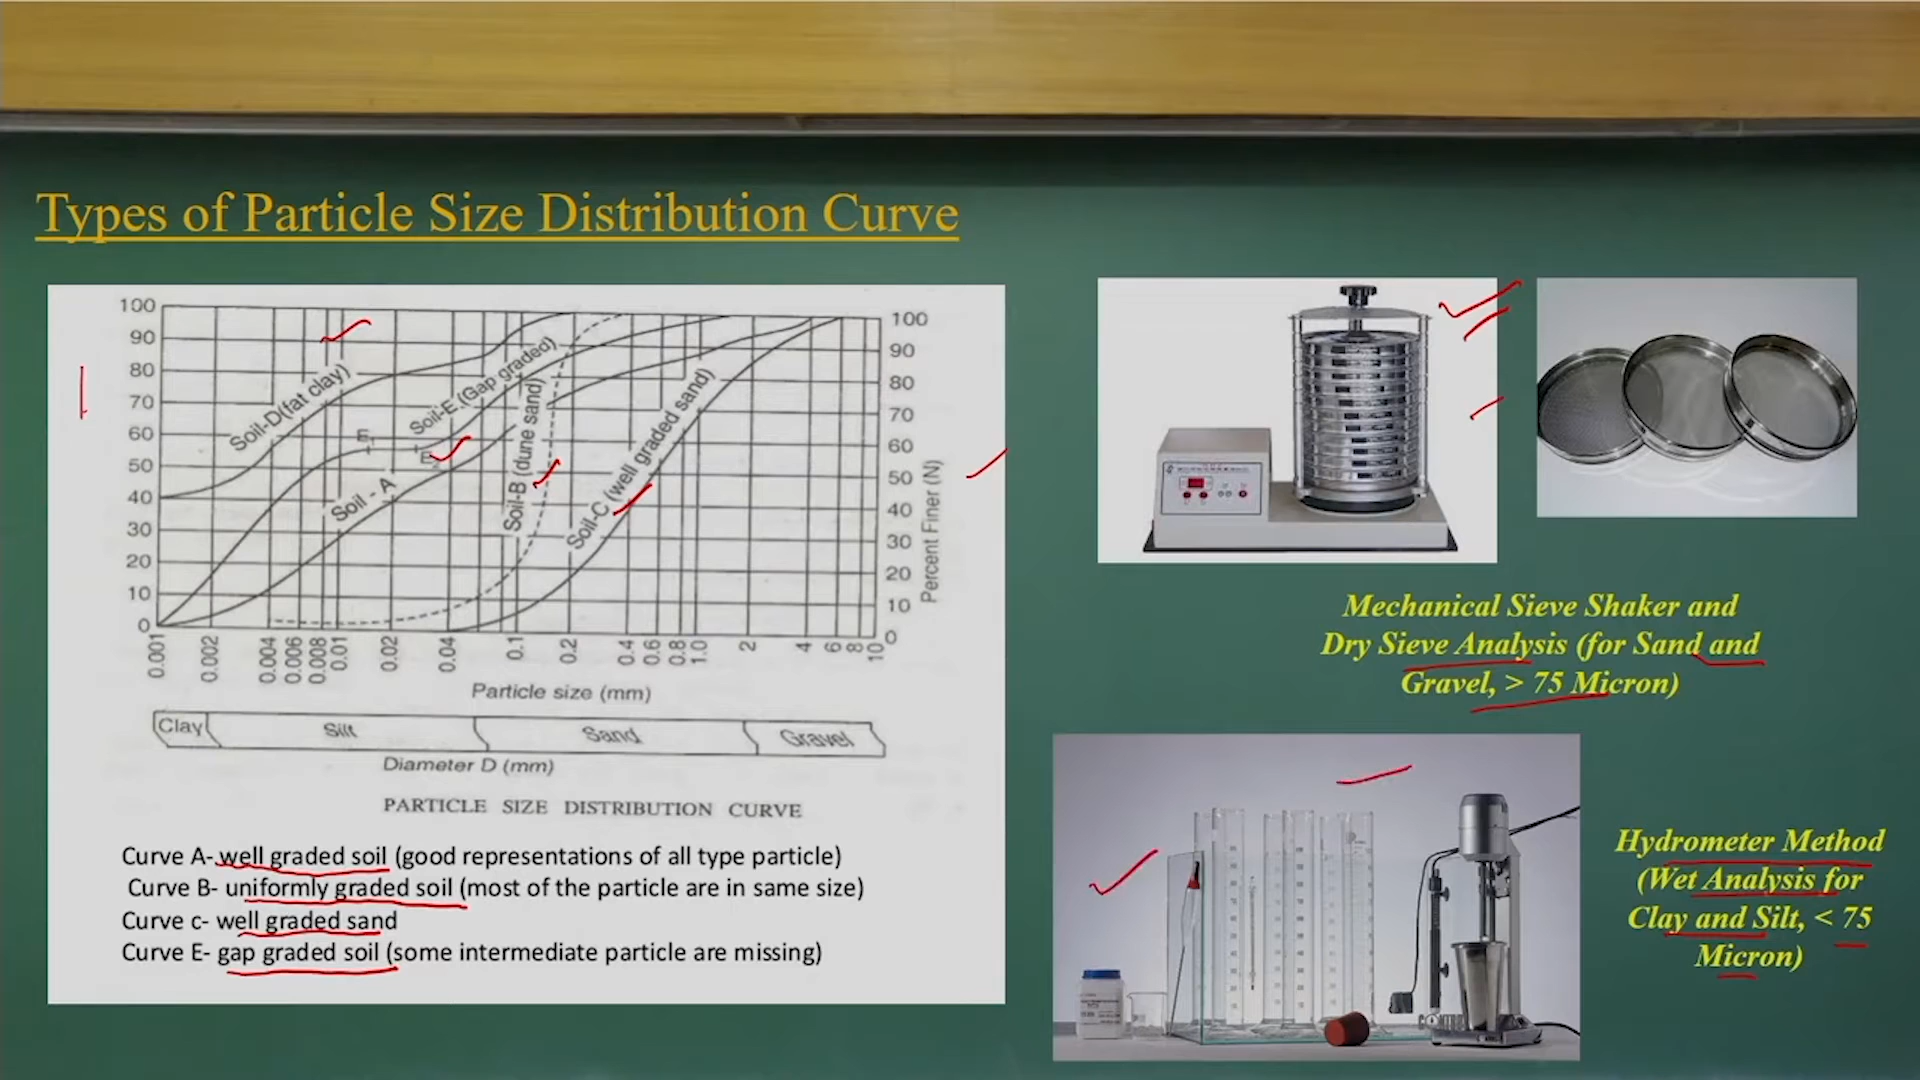 Types of Particle Size Distribution Curve
100
90
80
70
60
50
40
30
20
10
0
100
90
80
70
60
50
40
30
20
10
0
Soil-D(fat clay)
Soil-E (Gap graded)
Soil - A
Soil-B (dune sand)
Soil-C (well graded sand)
E
E
Percent Finer (N)
0.001
0.002
0.004
0.006
0.008
0.01
0.02
0.04
0.1
0.2
0.4
0.6
0.8
1.0
2
4
6
8
10
Particle size (mm)
Clay
Silt
Sand
Gravel
Diameter D (mm)
PARTICLE SIZE DISTRIBUTION CURVE
Curve A- well graded soil (good representations of all type particle)
Curve B- uniformly graded soil (most of the particle are in same size)
Curve c- well graded sand
Curve E- gap graded soil (some intermediate particle are missing)
Mechanical Sieve Shaker and
Dry Sieve Analysis (for Sand and
Gravel, > 75 Micron)
Hydrometer Method
(Wet Analysis for
Clay and Silt, < 75
Micron)